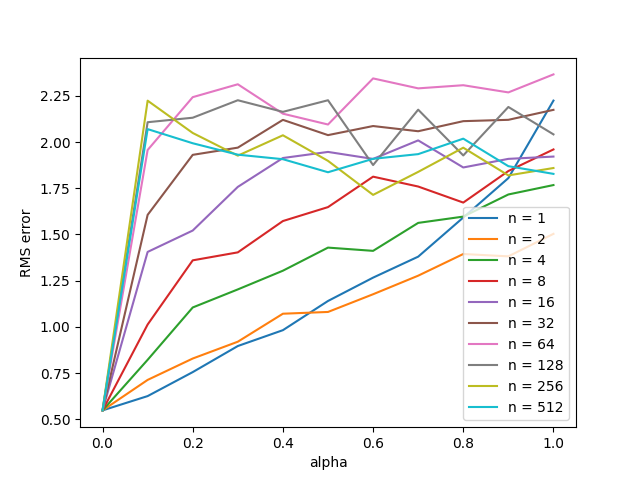 2.25
2.00
1.75
1.50
1.25
1.00
0.75
0.50
RMS error
0.0 0.2 0.4 0.6 0.8 1.0
alpha
n = 1
n = 2
n = 4
n = 8
n = 16
n = 32
n = 64
n = 128
n = 256
n = 512